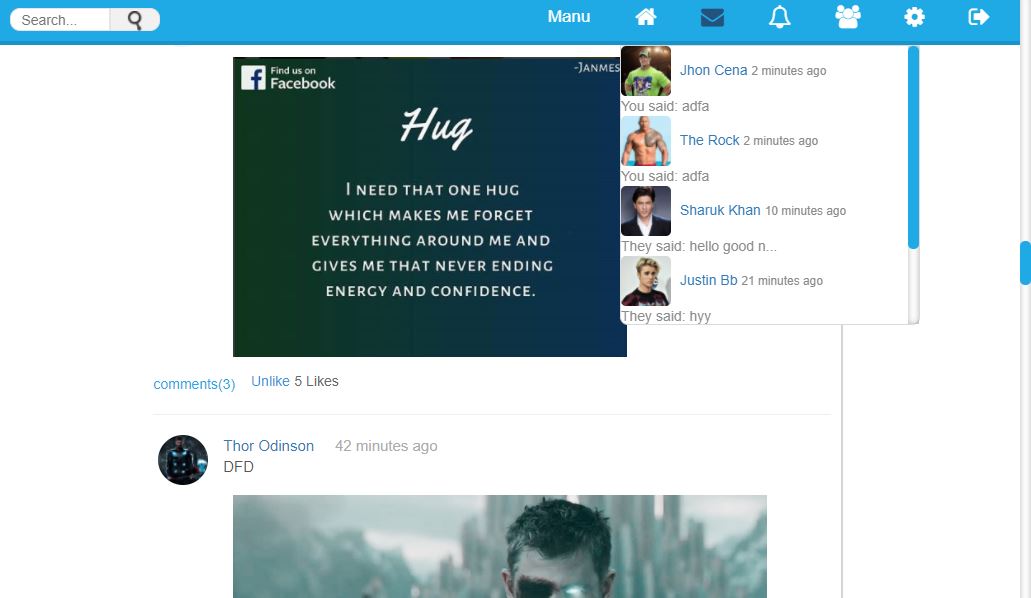 Search...
Manu
Find us on
Facebook
-Janmes
Hug
I need that one hug
which makes me forget
everything around me and
gives me that never ending
energy and confidence.
Jhon Cena 2 minutes ago
You said: adfa
The Rock 2 minutes ago
You said: adfa
Sharuk Khan 10 minutes ago
They said: hello good n...
Justin Bb 21 minutes ago
They said: hyy
comments(3) Unlike 5 Likes
Thor Odinson 42 minutes ago
DFD